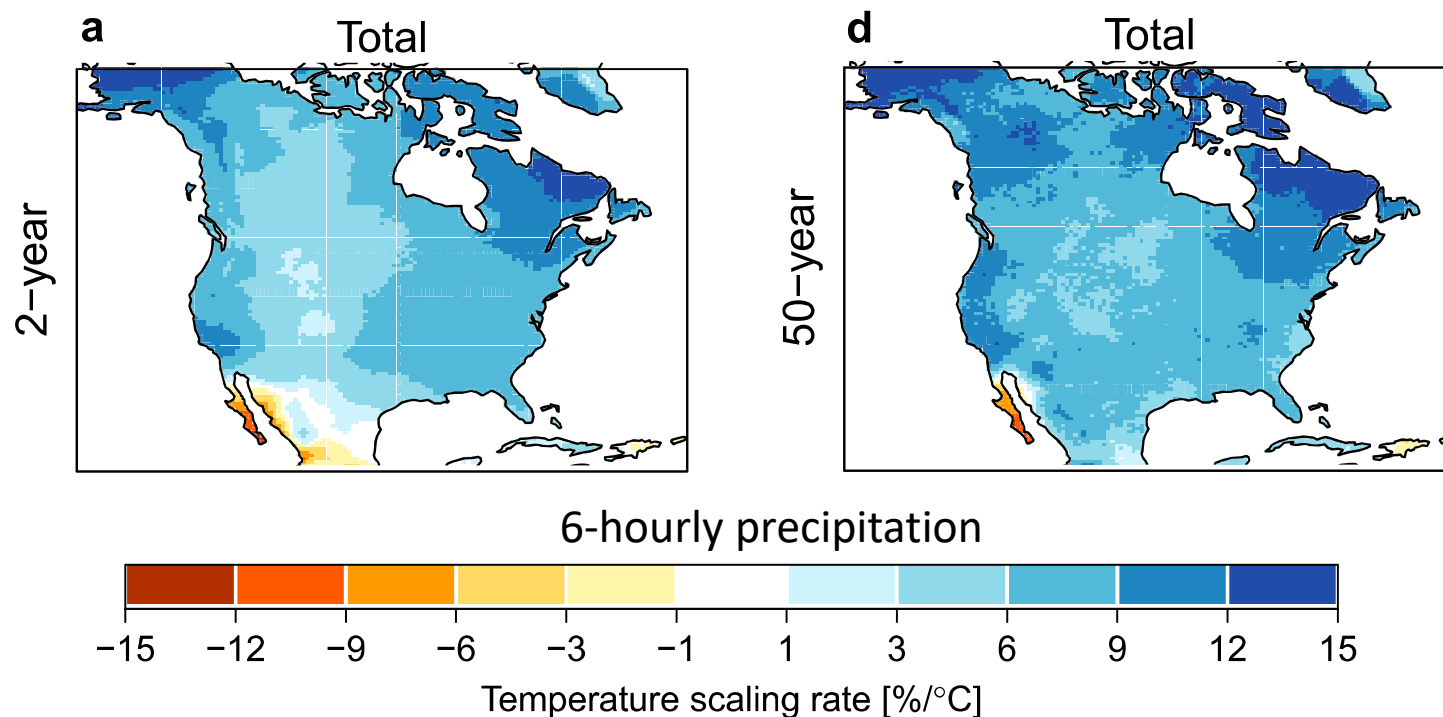 a
Total
d
Total
2−year
50−year
6-hourly precipitation
−15 −12 −9 −6 −3 −1 1 3 6 9 12 15
Temperature scaling rate [%/°C]